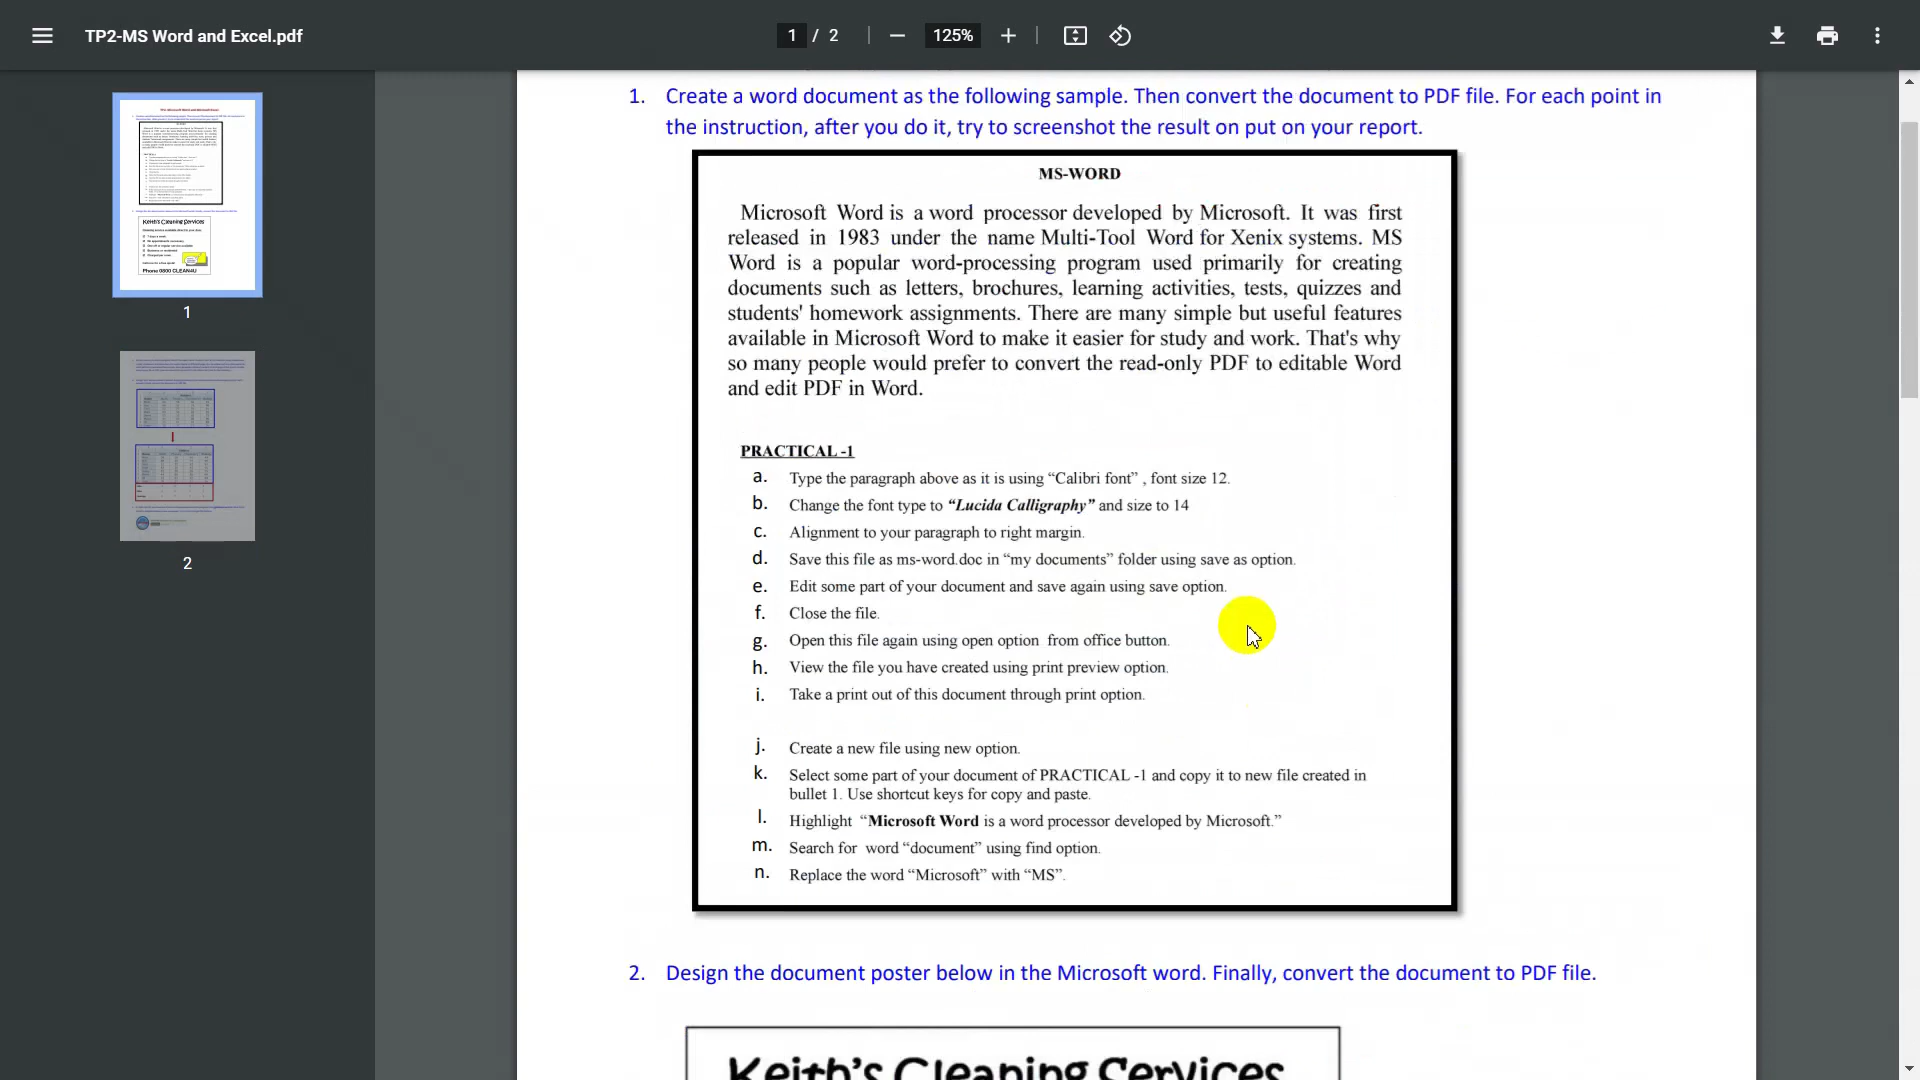 TP2-MS Word and Excel.pdf
1 / 2
125%
1
2
1. Create a word document as the following sample. Then convert the document to PDF file. For each point in
the instruction, after you do it, try to screenshot the result on put on your report.
MS-WORD
Microsoft Word is a word processor developed by Microsoft. It was first
released in 1983 under the name Multi-Tool Word for Xenix systems. MS
Word is a popular word-processing program used primarily for creating
documents such as letters, brochures, learning activities, tests, quizzes and
students' homework assignments. There are many simple but useful features
available in Microsoft Word to make it easier for study and work. That's why
so many people would prefer to convert the read-only PDF to editable Word
and edit PDF in Word.
PRACTICAL -1
a. Type the paragraph above as it is using “Calibri font” , font size 12.
b. Change the font type to “Lucida Calligraphy” and size to 14
c. Alignment to your paragraph to right margin.
d. Save this file as ms-word.doc in “my documents” folder using save as option.
e. Edit some part of your document and save again using save option.
f. Close the file.
g. Open this file again using open option from office button.
h. View the file you have created using print preview option.
i. Take a print out of this document through print option.
j. Create a new file using new option.
k. Select some part of your document of PRACTICAL -1 and copy it to new file created in
bullet 1. Use shortcut keys for copy and paste.
l. Highlight “Microsoft Word is a word processor developed by Microsoft.”
m. Search for word “document” using find option.
n. Replace the word “Microsoft” with “MS”.
2. Design the document poster below in the Microsoft word. Finally, convert the document to PDF file.
Keith's Cleaning Services